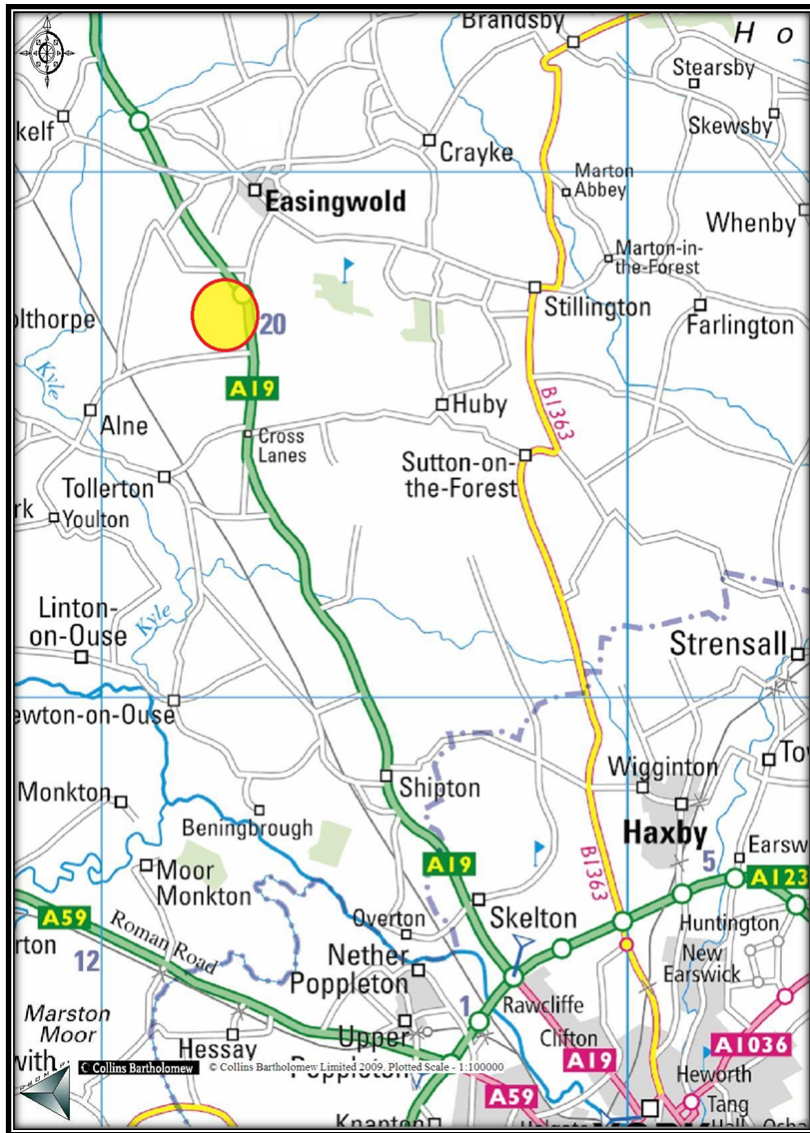 Brandsby
H o
Stearsby
Skewsby
kelf
Crayke
Marton
Abbey
Easingwold
Whenby
Marton-in-
the-Forest
Stillington
Farlington
olthorpe
20
Kyle
A19
Huby
B1363
Alne
Cross
Lanes
Sutton-on-
the-Forest
Tollerton
rk
Youlton
Linton-
on-Ouse
Kyle
Strensall
ewton-on-Ouse
To
Wigginton
Shipton
Monkton
Beningbrough
Haxby
B1363
Earsw
5
A19
A123
Moor
Monkton
Skelton
Overton
A59
Roman Road
Huntington
rton
Nether
Poppleton
New
Earswick
12
1
Rawcliffe
Marston
Moor
Upper
Poppleton
Clifton
Hessay
A19
A1036
with
Collins Bartholomew
© Collins Bartholomew Limited 2009. Plotted Scale - 1:100000
Heworth
A59
Tang
Hall
Knapton